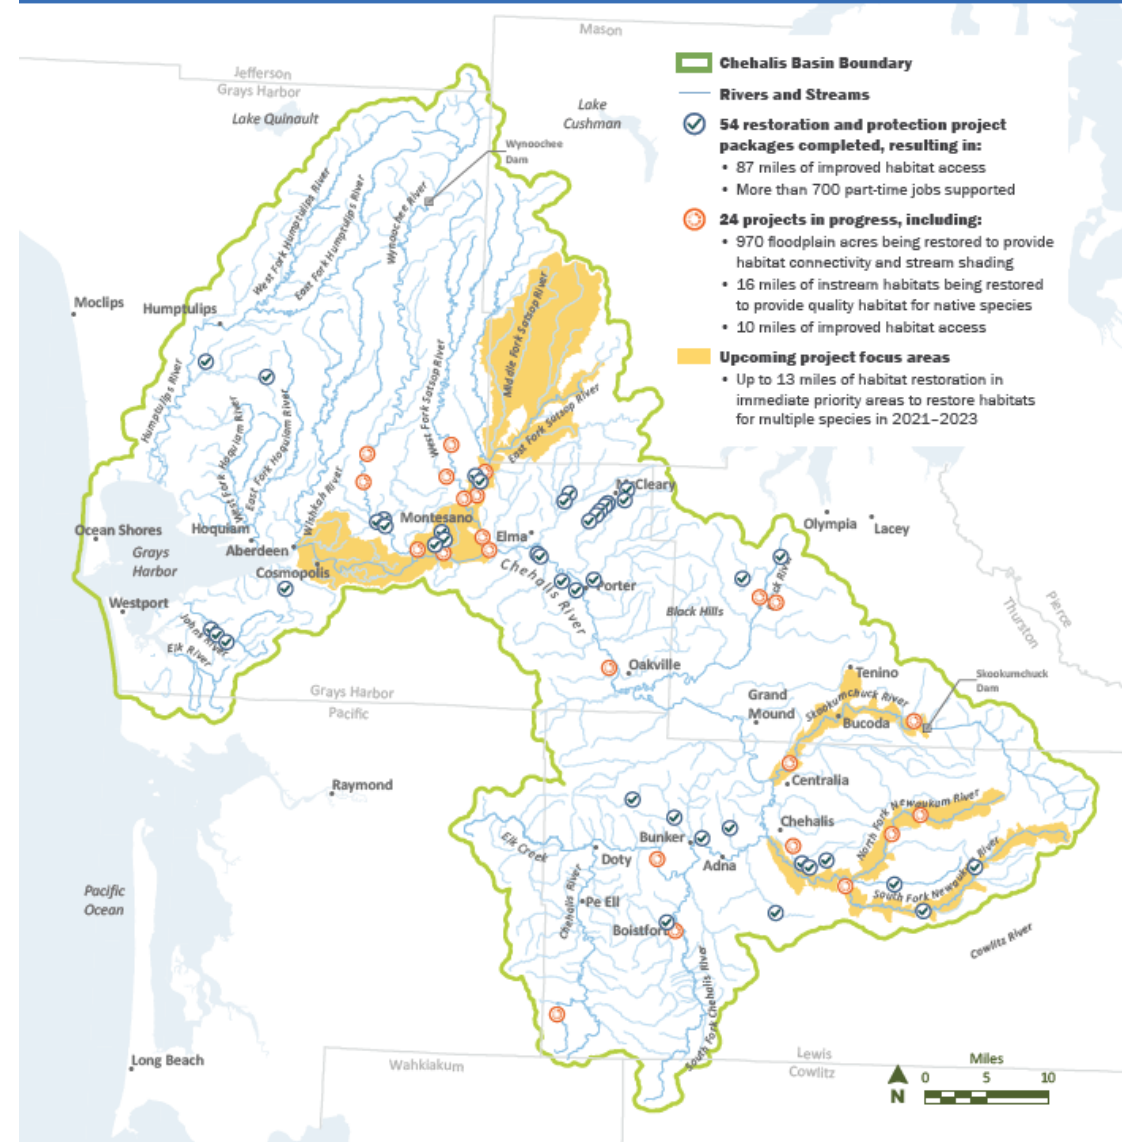 Mason
Jefferson
Grays Harbor
Lake Quinault
Lake
Cushman
Wynoochee
Dam
Chehalis Basin Boundary
Rivers and Streams
54 restoration and protection project
packages completed, resulting in:
• 87 miles of improved habitat access
• More than 700 part-time jobs supported
24 projects in progress, including:
• 970 floodplain acres being restored to provide
habitat connectivity and stream shading
• 16 miles of instream habitats being restored
to provide quality habitat for native species
• 10 miles of improved habitat access
Upcoming project focus areas
• Up to 13 miles of habitat restoration in
immediate priority areas to restore habitats
for multiple species in 2021–2023
West Fork Humptulips River
East Fork Humptulips River
Wynoochee River
Moclips
Humptulips
Humptulips River
West Fork Hoquiam River
East Fork Hoquiam River
Wishkah River
West Fork Satsop River
Middle Fork Satsop River
East Fork Satsop River
McCleary
Montesano
Elma
Ocean Shores
Hoquiam
Grays
Harbor
Aberdeen
Cosmopolis
Westport
Johns River
Elk River
Chehalis River
Porter
Black Hills
Olympia
Lacey
Pierce
Thurston
Oakville
Grays Harbor
Pacific
Tenino
Skookumchuck
Dam
Grand
Mound
Skookumchuck River
Bucoda
Raymond
Centralia
Chehalis
North Fork Newaukum River
Elk Creek
Bunker
Doty
Adna
South Fork Newaukum River
Chehalis River
Pe Ell
Boistfort
Pacific
Ocean
Cowlitz River
South Fork Chehalis River
Long Beach
Wahkiakum
Lewis
Cowlitz
Miles
0 5 10
N